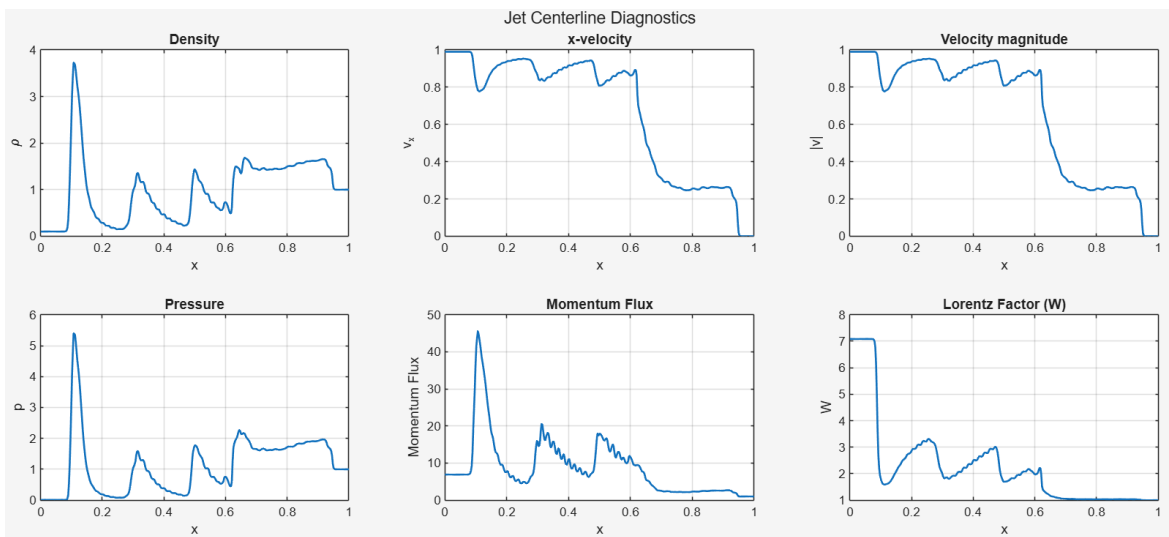 Jet Centerline Diagnostics
Density
4
3
2
1
0
ρ
0 0.2 0.4 0.6 0.8 1
x
x-velocity
1
0.8
0.6
0.4
0.2
0
vₓ
0 0.2 0.4 0.6 0.8 1
x
Velocity magnitude
1
0.8
0.6
0.4
0.2
0
|v|
0 0.2 0.4 0.6 0.8 1
x
Pressure
6
5
4
3
2
1
0
p
0 0.2 0.4 0.6 0.8 1
x
Momentum Flux
50
40
30
20
10
0
Momentum Flux
0 0.2 0.4 0.6 0.8 1
x
Lorentz Factor (W)
8
7
6
5
4
3
2
1
W
0 0.2 0.4 0.6 0.8 1
x